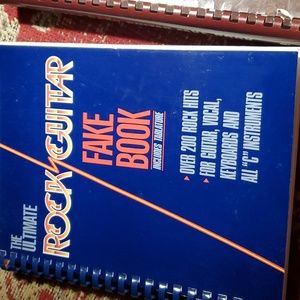 THE
ULTIMATE
ROCK GUITAR
FAKE
BOOK
INCLUDES TABLATURE
OVER 200 ROCK HITS
FOR GUITAR, VOCAL,
KEYBOARDS AND
ALL "C" INSTRUMENTS